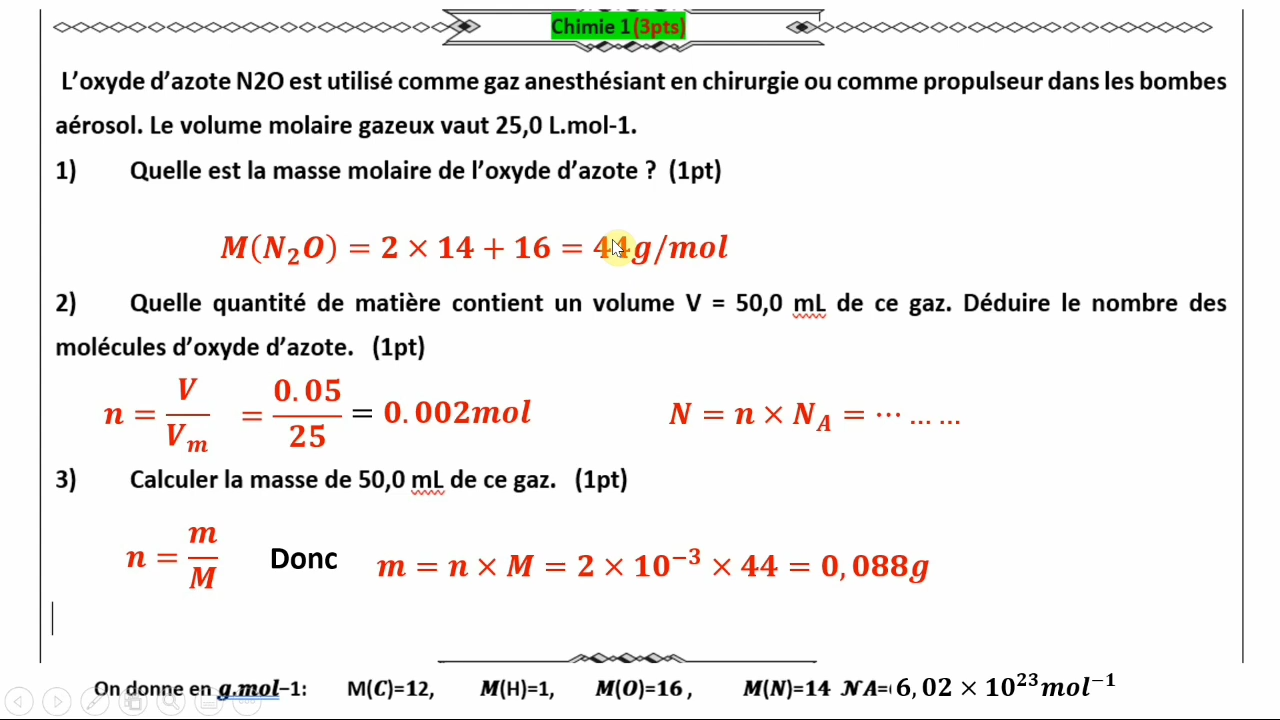 Chimie 1 (3pts)
L’oxyde d’azote N2O est utilisé comme gaz anesthésiant en chirurgie ou comme propulseur dans les bombes
aérosol. Le volume molaire gazeux vaut 25,0 L.mol-1.
1) Quelle est la masse molaire de l’oxyde d’azote ? (1pt)
M(N₂O) = 2 × 14 + 16 = 44g/mol
2) Quelle quantité de matière contient un volume V = 50,0 mL de ce gaz. Déduire le nombre des
molécules d’oxyde d’azote. (1pt)
n = V/Vₘ = 0.05/25 = 0.002mol N = n × N_A = ⋯ … …
3) Calculer la masse de 50,0 mL de ce gaz. (1pt)
n = m/M Donc m = n × M = 2 × 10⁻³ × 44 = 0,088g
On donne en g.mol−1: M(C)=12, M(H)=1, M(O)=16 , M(N)=14 NA= 6,02 × 10²³mol⁻¹